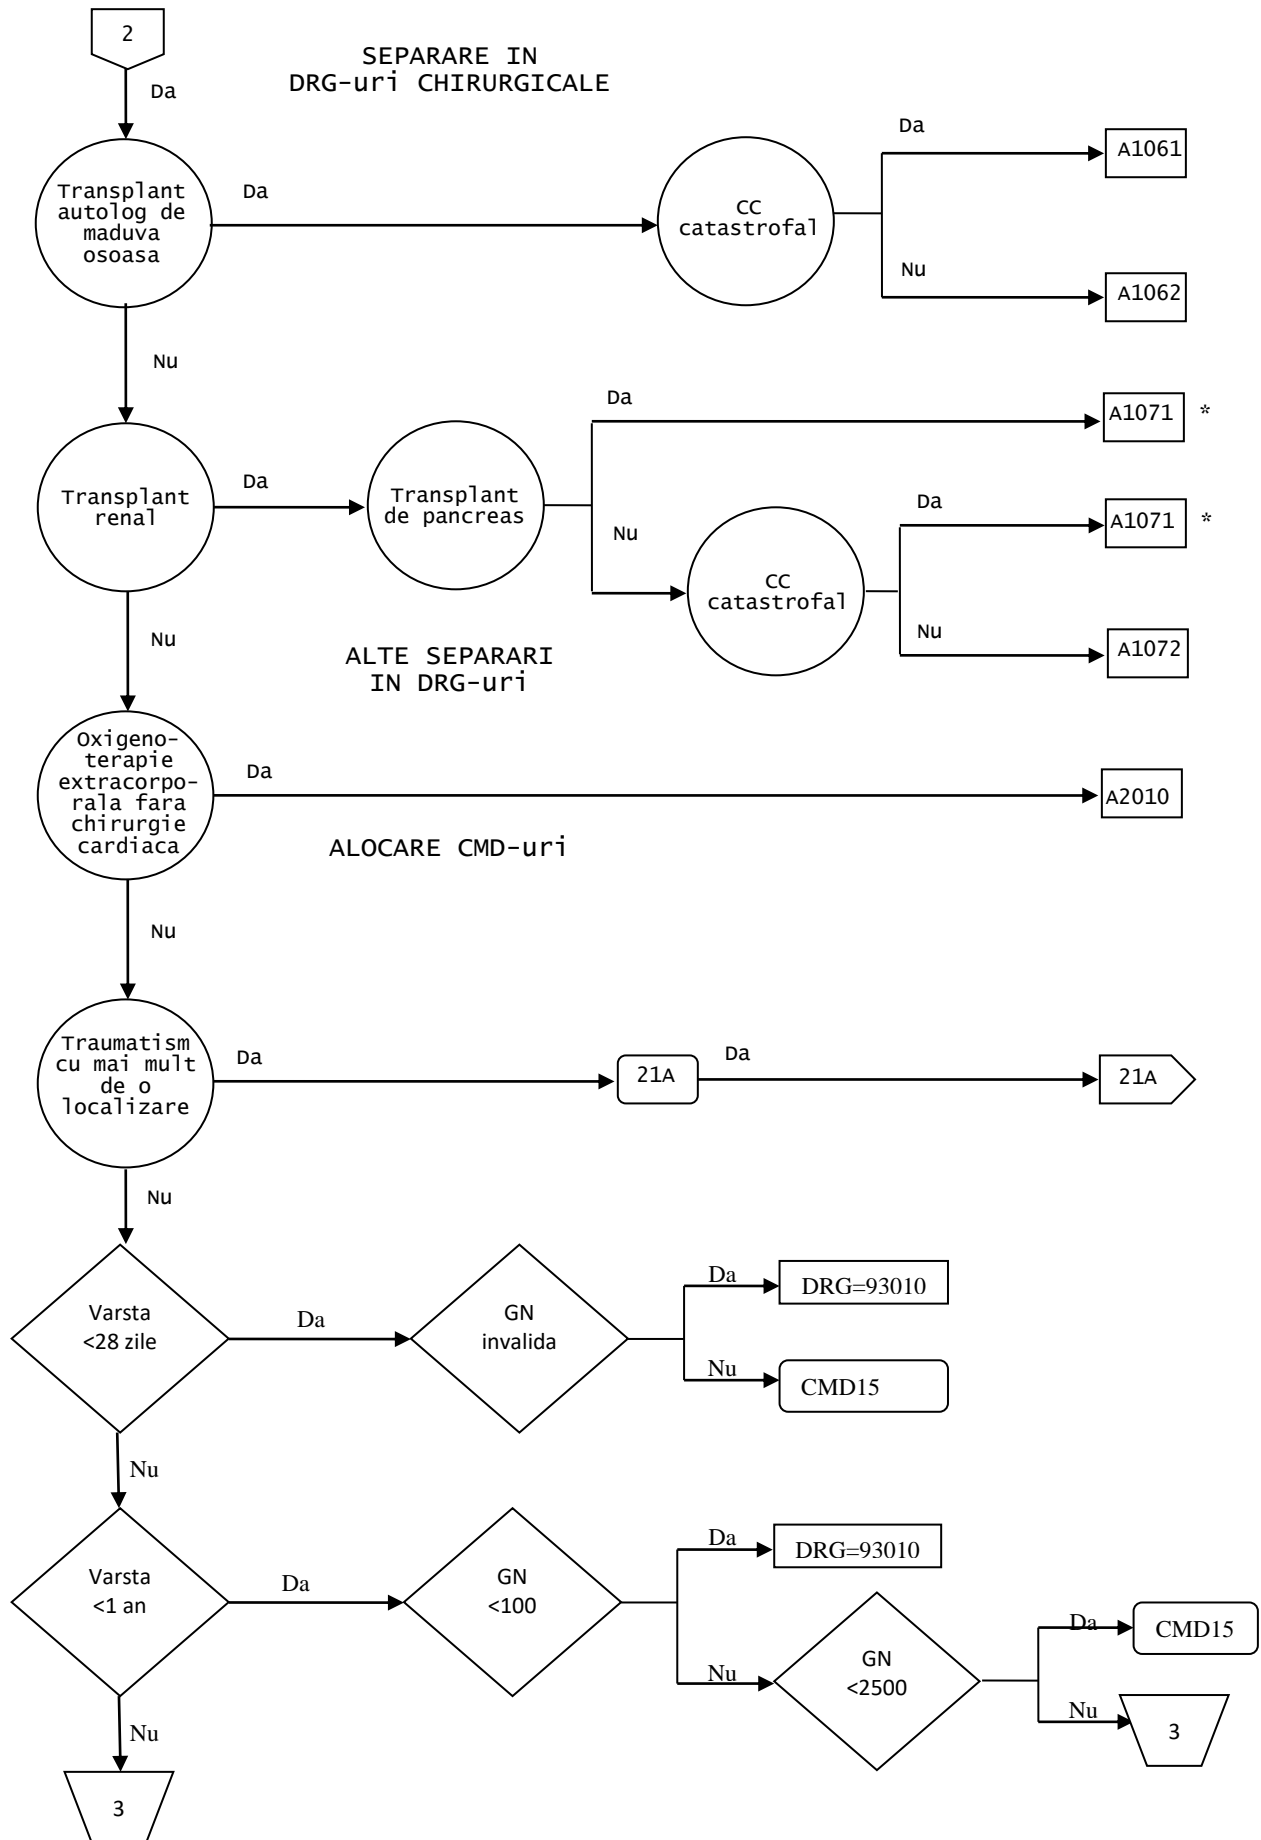 2
SEPARARE IN
DRG-uri CHIRURGICALE
Da
Da
A1061
Transplant
autolog de
maduva
osoasa
Da
CC
catastrofal
Nu
A1062
Nu
Da
A1071 *
Transplant
renal
Da
Transplant
de pancreas
Nu
Da
A1071 *
CC
catastrofal
Nu
A1072
Nu
ALTE SEPARARI
IN DRG-uri
Oxigeno-
terapie
extracorpo-
rala fara
chirurgie
cardiaca
Da
A2010
ALOCARE CMD-uri
Nu
Traumatism
cu mai mult
de o
localizare
Da
21A
Da
21A
Nu
Varsta
<28 zile
Da
GN
invalida
Da
DRG=93010
Nu
CMD15
Nu
Varsta
<1 an
Da
GN
<100
Da
DRG=93010
Nu
GN
<2500
Da
CMD15
Nu
3
Nu
3